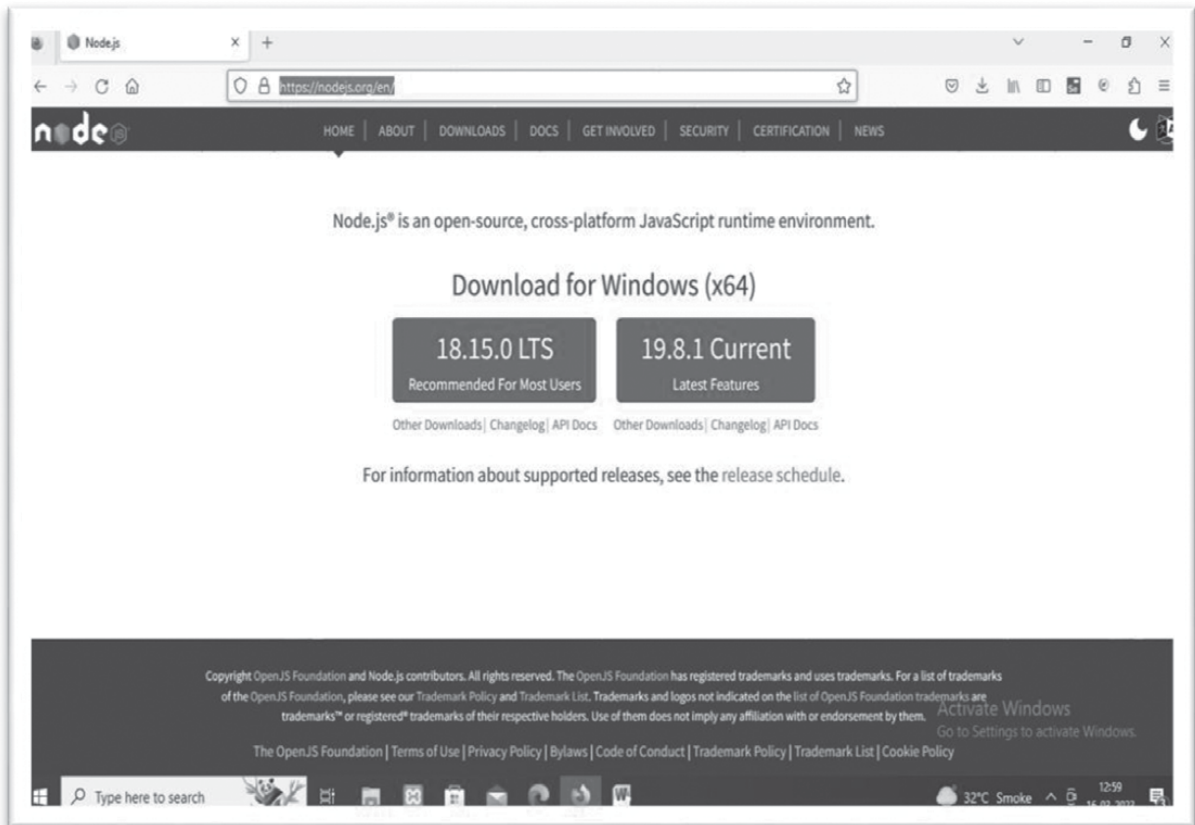 Node.js
https://nodejs.org/en/
node JS
HOME | ABOUT | DOWNLOADS | DOCS | GET INVOLVED | SECURITY | CERTIFICATION | NEWS
Node.js® is an open-source, cross-platform JavaScript runtime environment.
Download for Windows (x64)
18.15.0 LTS
Recommended For Most Users
19.8.1 Current
Latest Features
Other Downloads| Changelog| API Docs
Other Downloads| Changelog| API Docs
For information about supported releases, see the release schedule.
Copyright OpenJS Foundation and Node.js contributors. All rights reserved. The OpenJS Foundation has registered trademarks and uses trademarks. For a list of trademarks
of the OpenJS Foundation, please see our Trademark Policy and Trademark List. Trademarks and logos not indicated on the list of OpenJS Foundation trademarks are
trademarks™ or registered® trademarks of their respective holders. Use of them does not imply any affiliation with or endorsement by them.
Activate Windows
Go to Settings to activate Windows.
The OpenJS Foundation | Terms of Use | Privacy Policy | Bylaws | Code of Conduct | Trademark Policy | Trademark List | Cookie Policy
Type here to search
32°C Smoke
12:59